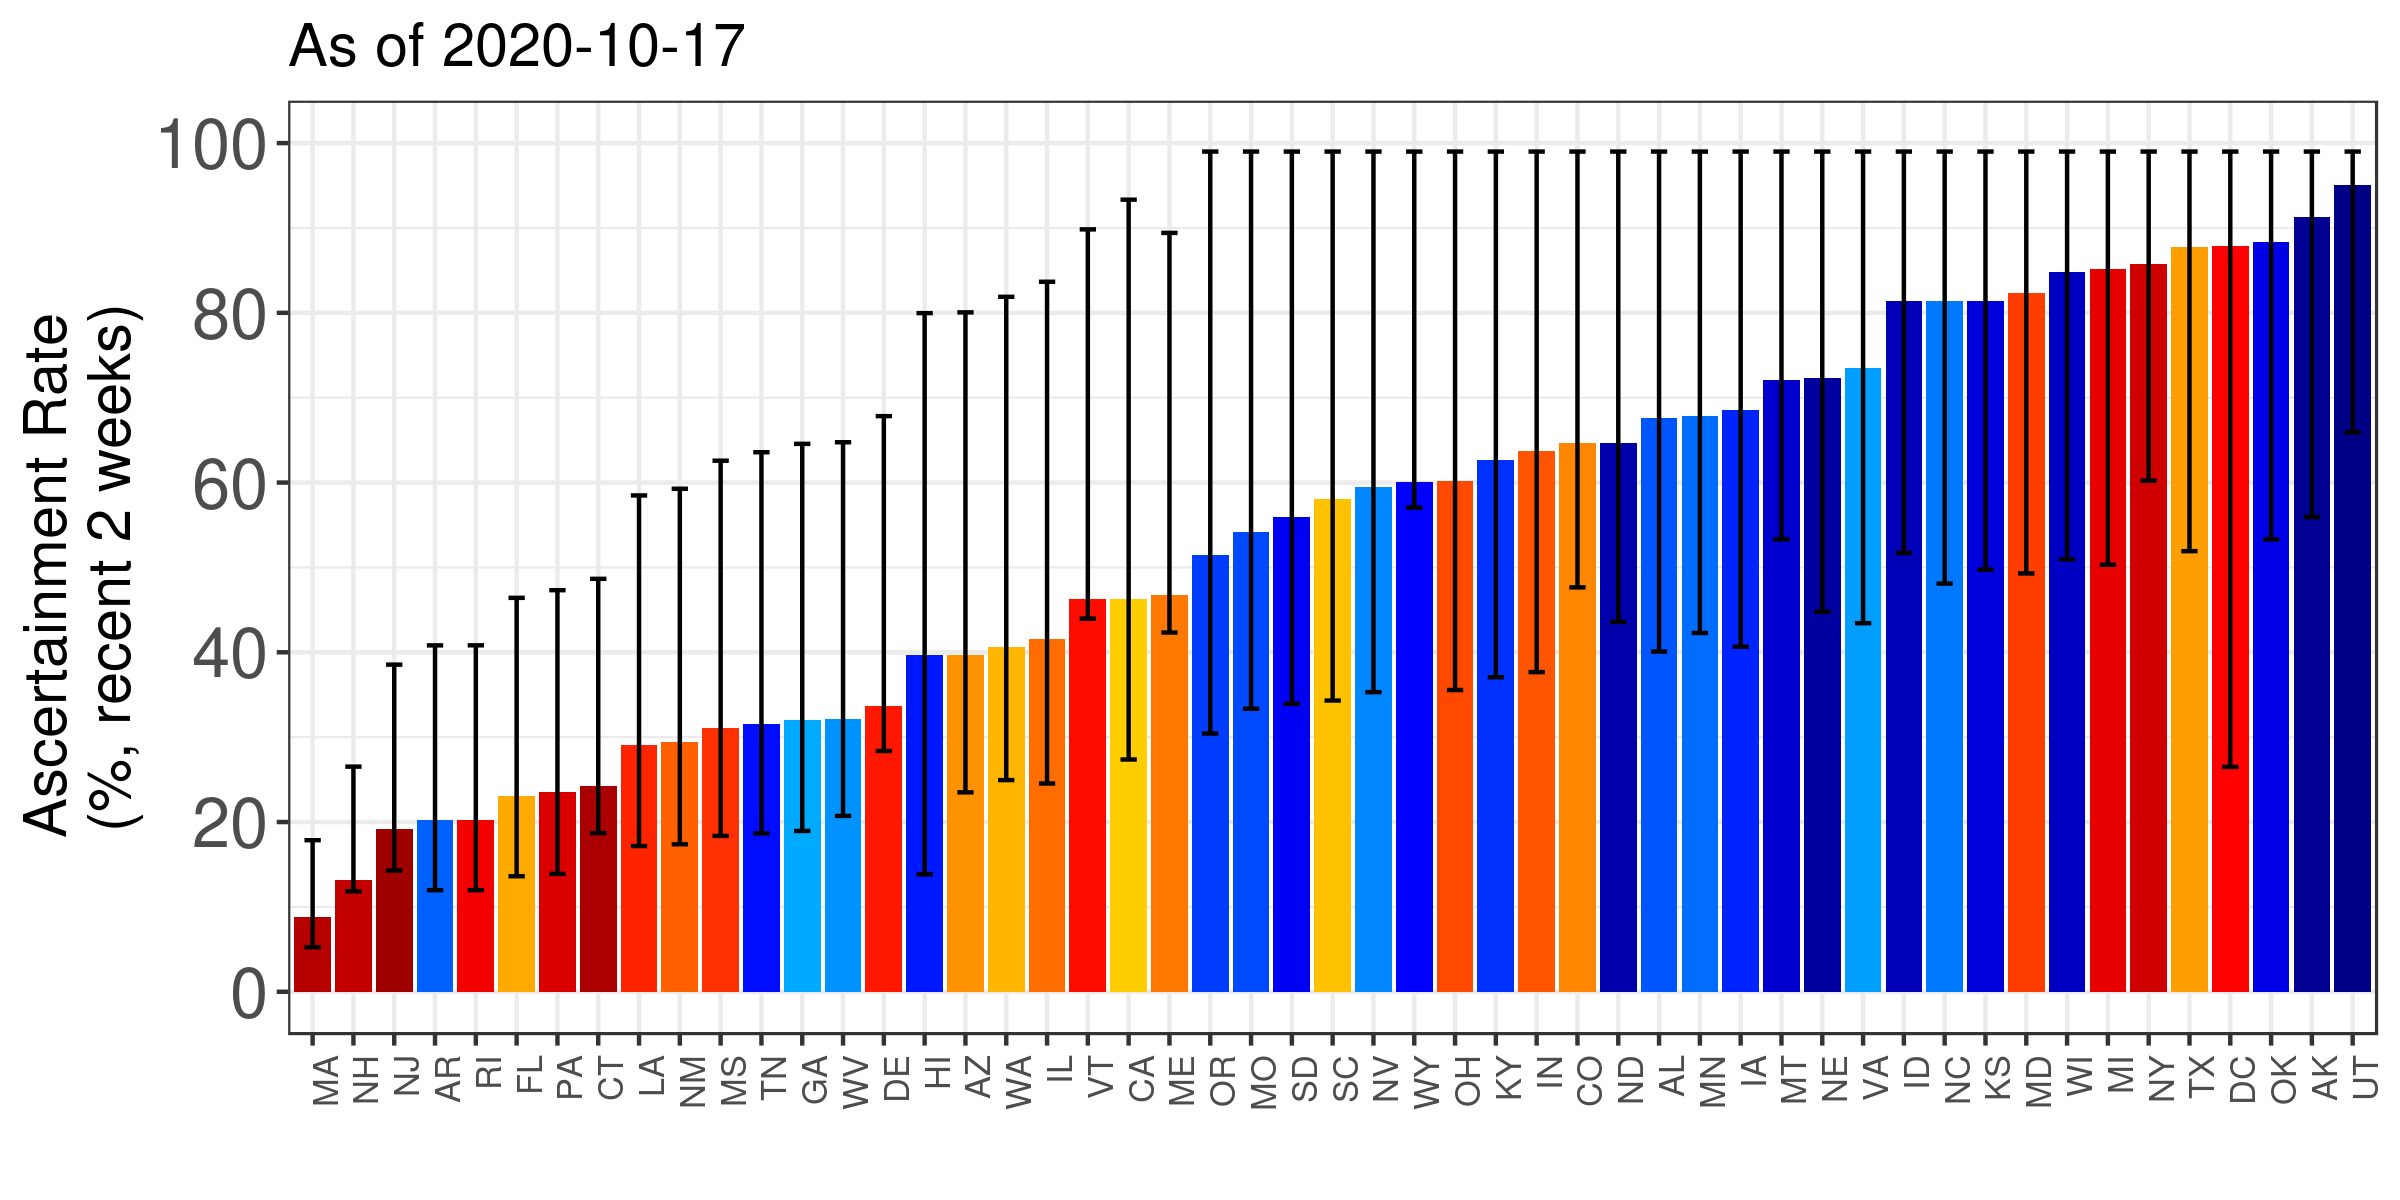 As of 2020-10-17
Ascertainment Rate
(%, recent 2 weeks)
100
80
60
40
20
0
MA NH NJ AR RI FL PA CT LA NM MS TN GA WV DE HI AZ WA IL VT CA ME OR MO SD SC NV WY OH KY IN CO ND AL MN IA MT NE VA ID NC KS MD WI MI NY TX DC OK AK UT